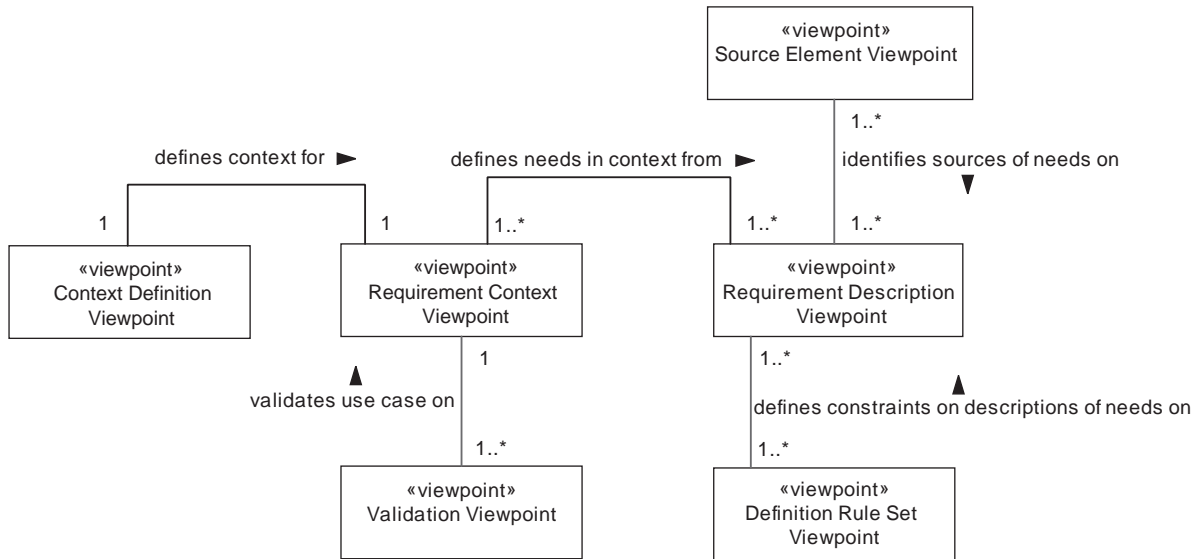 «viewpoint»
Source Element Viewpoint
1..*
defines context for ►
defines needs in context from ►
identifies sources of needs on
▼
1
1
1..*
1..*
1..*
«viewpoint»
Context Definition
Viewpoint
«viewpoint»
Requirement Context
Viewpoint
«viewpoint»
Requirement Description
Viewpoint
1
1..*
▲
validates use case on
▲
defines constraints on descriptions of needs on
1..*
1..*
«viewpoint»
Validation Viewpoint
«viewpoint»
Definition Rule Set
Viewpoint